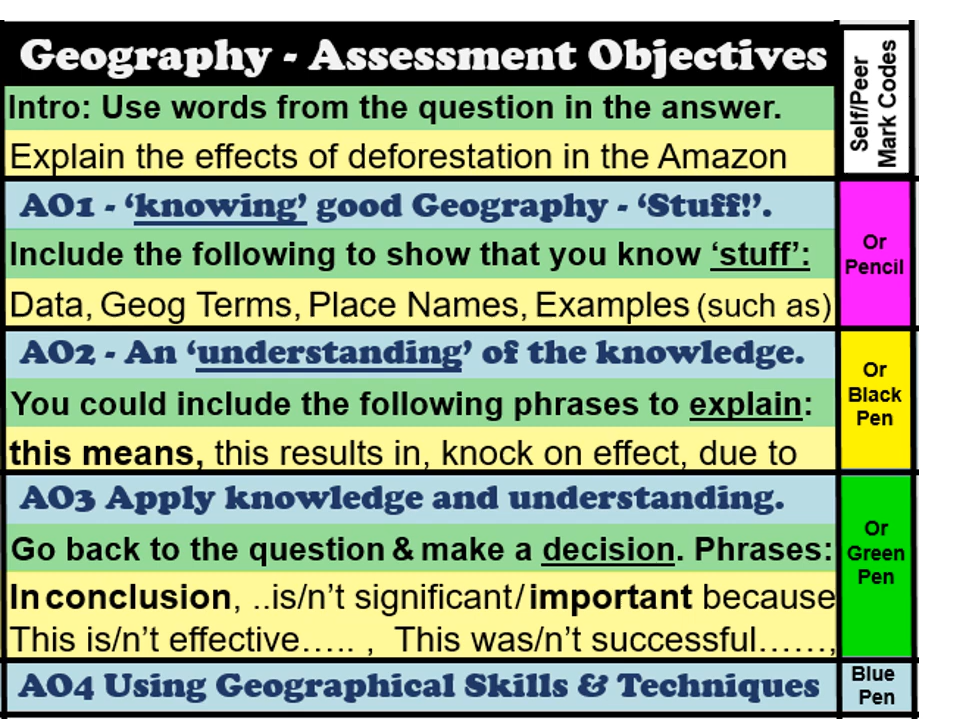 Geography - Assessment Objectives
Self/Peer
Mark Codes
Intro: Use words from the question in the answer.
Explain the effects of deforestation in the Amazon
AO1 - ‘knowing’ good Geography - ‘Stuff!’.
Include the following to show that you know ‘stuff’:
Data, Geog Terms, Place Names, Examples (such as)
Or
Pencil
AO2 - An ‘understanding’ of the knowledge.
You could include the following phrases to explain:
this means, this results in, knock on effect, due to
Or
Black
Pen
AO3 Apply knowledge and understanding.
Go back to the question & make a decision. Phrases:
In conclusion, ..is/n’t significant/important because
This is/n’t effective….. , This was/n’t successful……,
Or
Green
Pen
AO4 Using Geographical Skills & Techniques
Blue
Pen